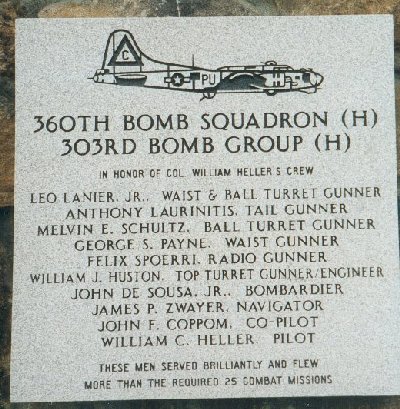 C
PU
360TH BOMB SQUADRON (H)
303RD BOMB GROUP (H)
IN HONOR OF COL. WILLIAM HELLER'S CREW
LEO LANIER, JR., WAIST & BALL TURRET GUNNER
ANTHONY LAURINITIS, TAIL GUNNER
MELVIN E. SCHULTZ, BALL TURRET GUNNER
GEORGE S. PAYNE, WAIST GUNNER
FELIX SPOERRI, RADIO GUNNER
WILLIAM J. HUSTON, TOP TURRET GUNNER/ENGINEER
JOHN DE SOUSA, JR., BOMBARDIER
JAMES P. ZWAYER, NAVIGATOR
JOHN F. COPPOM, CO-PILOT
WILLIAM C. HELLER PILOT
THESE MEN SERVED BRILLIANTLY AND FLEW
MORE THAN THE REQUIRED 25 COMBAT MISSIONS